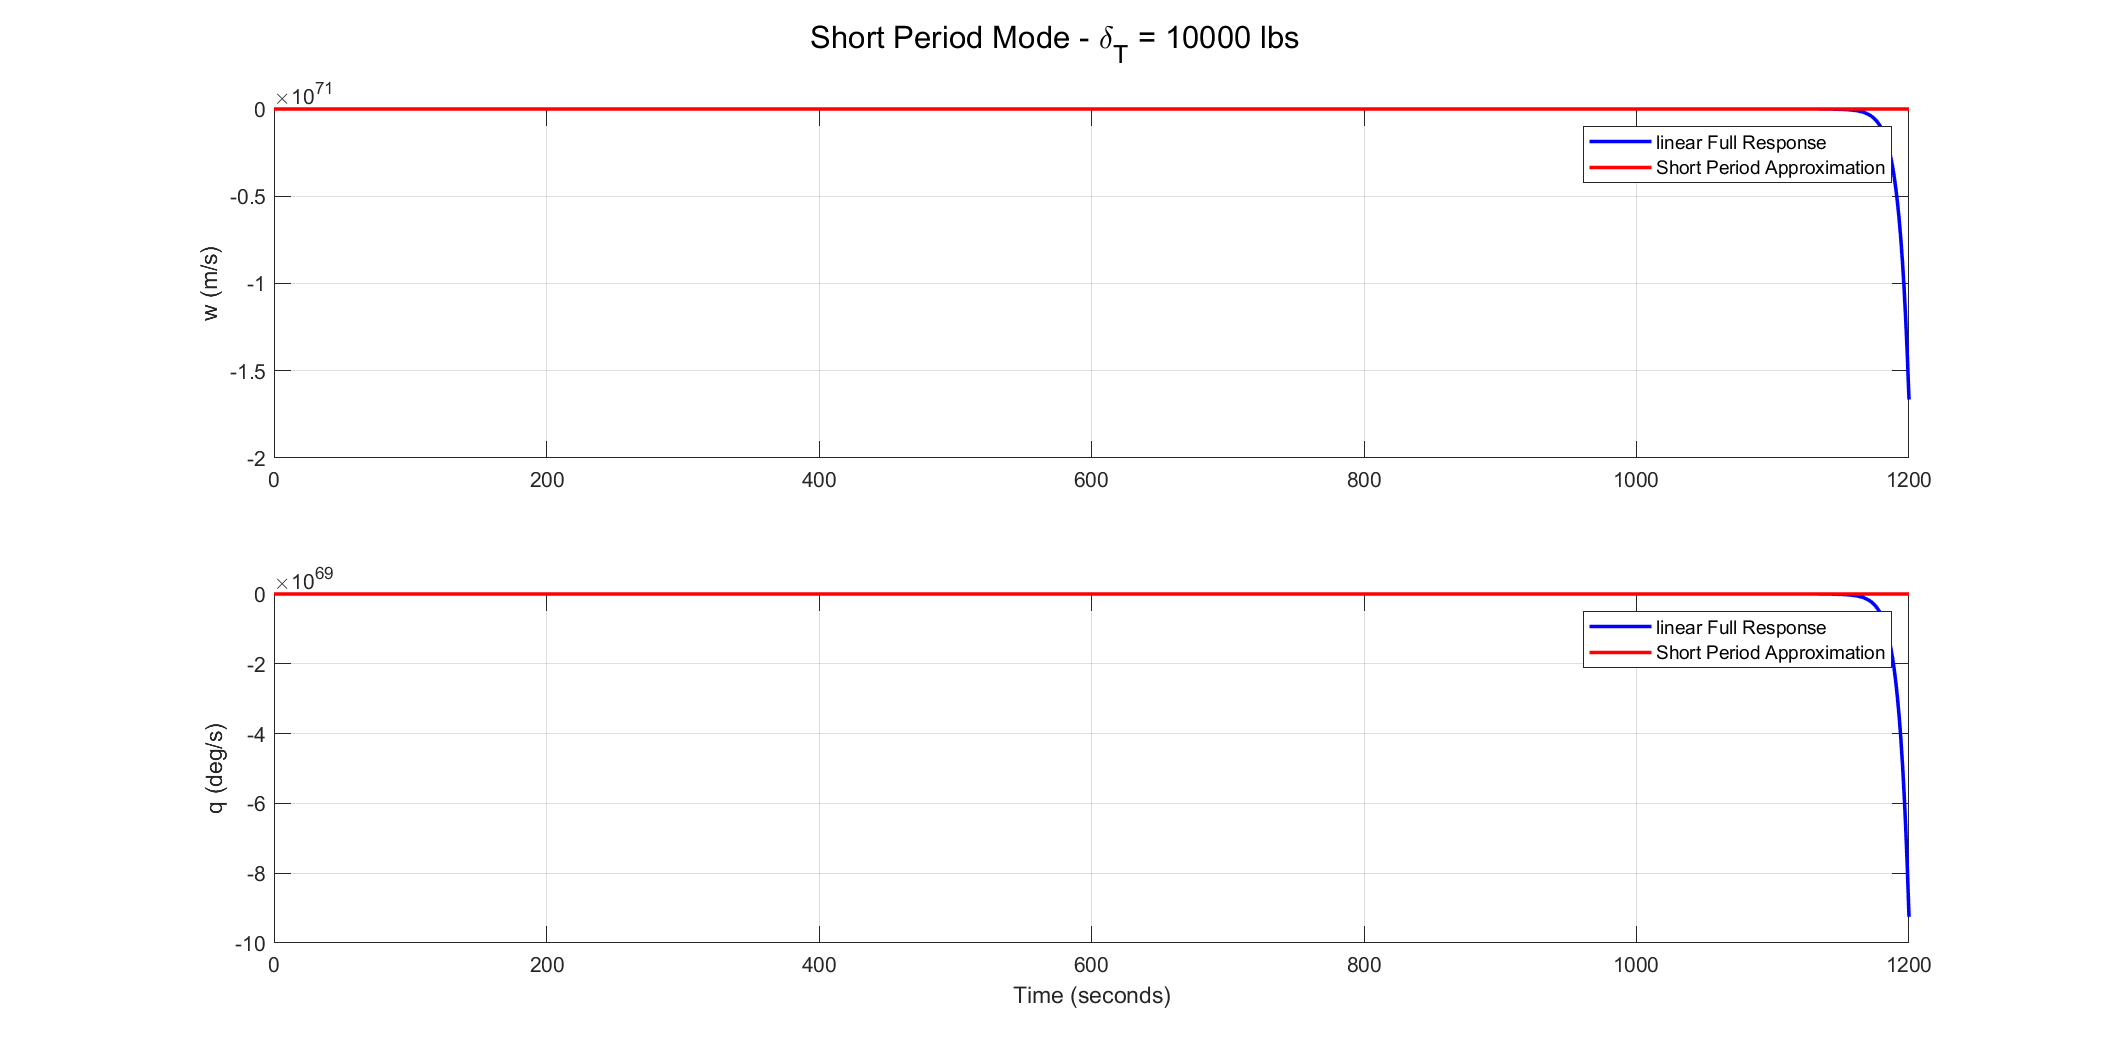 Short Period Mode - δ_T = 10000 lbs
×10^71
0
-0.5
-1
-1.5
-2
w (m/s)
linear Full Response
Short Period Approximation
0 200 400 600 800 1000 1200
×10^69
0
-2
-4
-6
-8
-10
q (deg/s)
linear Full Response
Short Period Approximation
0 200 400 600 800 1000 1200
Time (seconds)